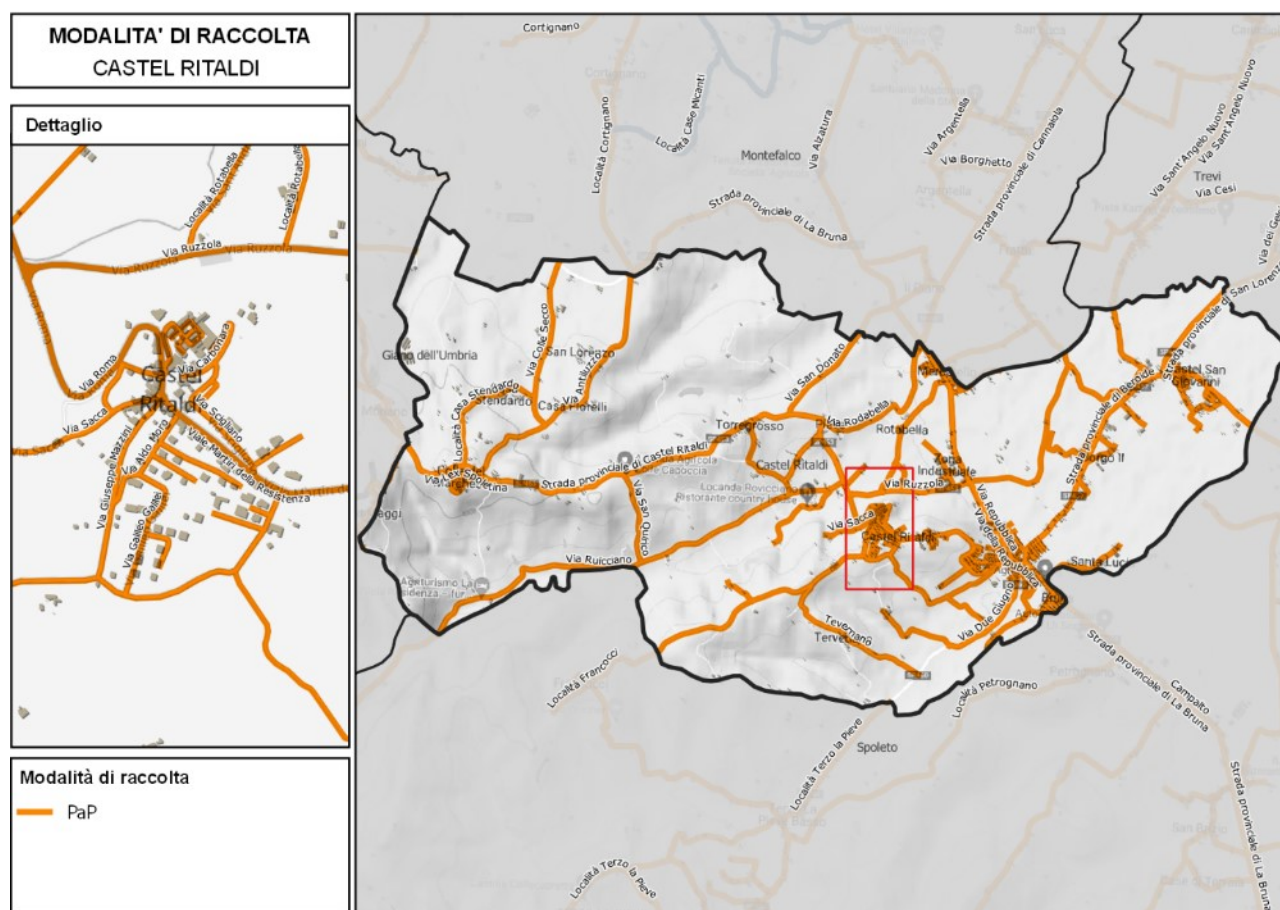 MODALITA' DI RACCOLTA
CASTEL RITALDI
Dettaglio
Località Rotabella
Località Rotabella
Via Ruzzola
Via Ruzzola
Via Ruzzola
Via Roma
Via Roma
Via Carbonara
Castel
Ritaldi
Via Sacca
Via Scigliano
Via Aldo Moro
Viale Martiri della Resistenza
Via Giuseppe Mazzini
Via Galileo Galilei
Modalità di raccolta
PaP
Cortignano
Cortignano
Località Cortignano
Località Case Micanti
Montefalco
Via Alzatura
Via Argentella
Via Borghetto
Strada provinciale di Cannaiola
Strada provinciale di La Bruna
Via Sant'Angelo Nuovo
Via Sant'Angelo Nuovo
Trevi
Via Cesi
Strada provinciale di San Lorenzo
Giano dell'Umbria
San Lorenzo
Via Colle Secco
Via Antiluzzo
Località Casa Stendardo
Stendardo
Casa Fiorelli
Via San Donato
Torregrosso
Rotabella
Castel Ritaldi
Zona
Industriale
Via Ruzzola
Strada provinciale di Castel Ritaldi
Locanda Rovicciano
Ristorante country house
Via San Quirico
Via Ruicciano
Agriturismo La
Via Sacca
Castel Ritaldi
Via Repubblica
Via della Repubblica
Via Due Giugno
Strada provinciale di Beroide
Castel San
Giovanni
Tevernano
Località Francocci
Località Petrognano
Località Terzo la Pieve
Spoleto
Campalto
Strada provinciale di La Bruna
Strada provinciale di La Bruna
Località Terzo la Pieve